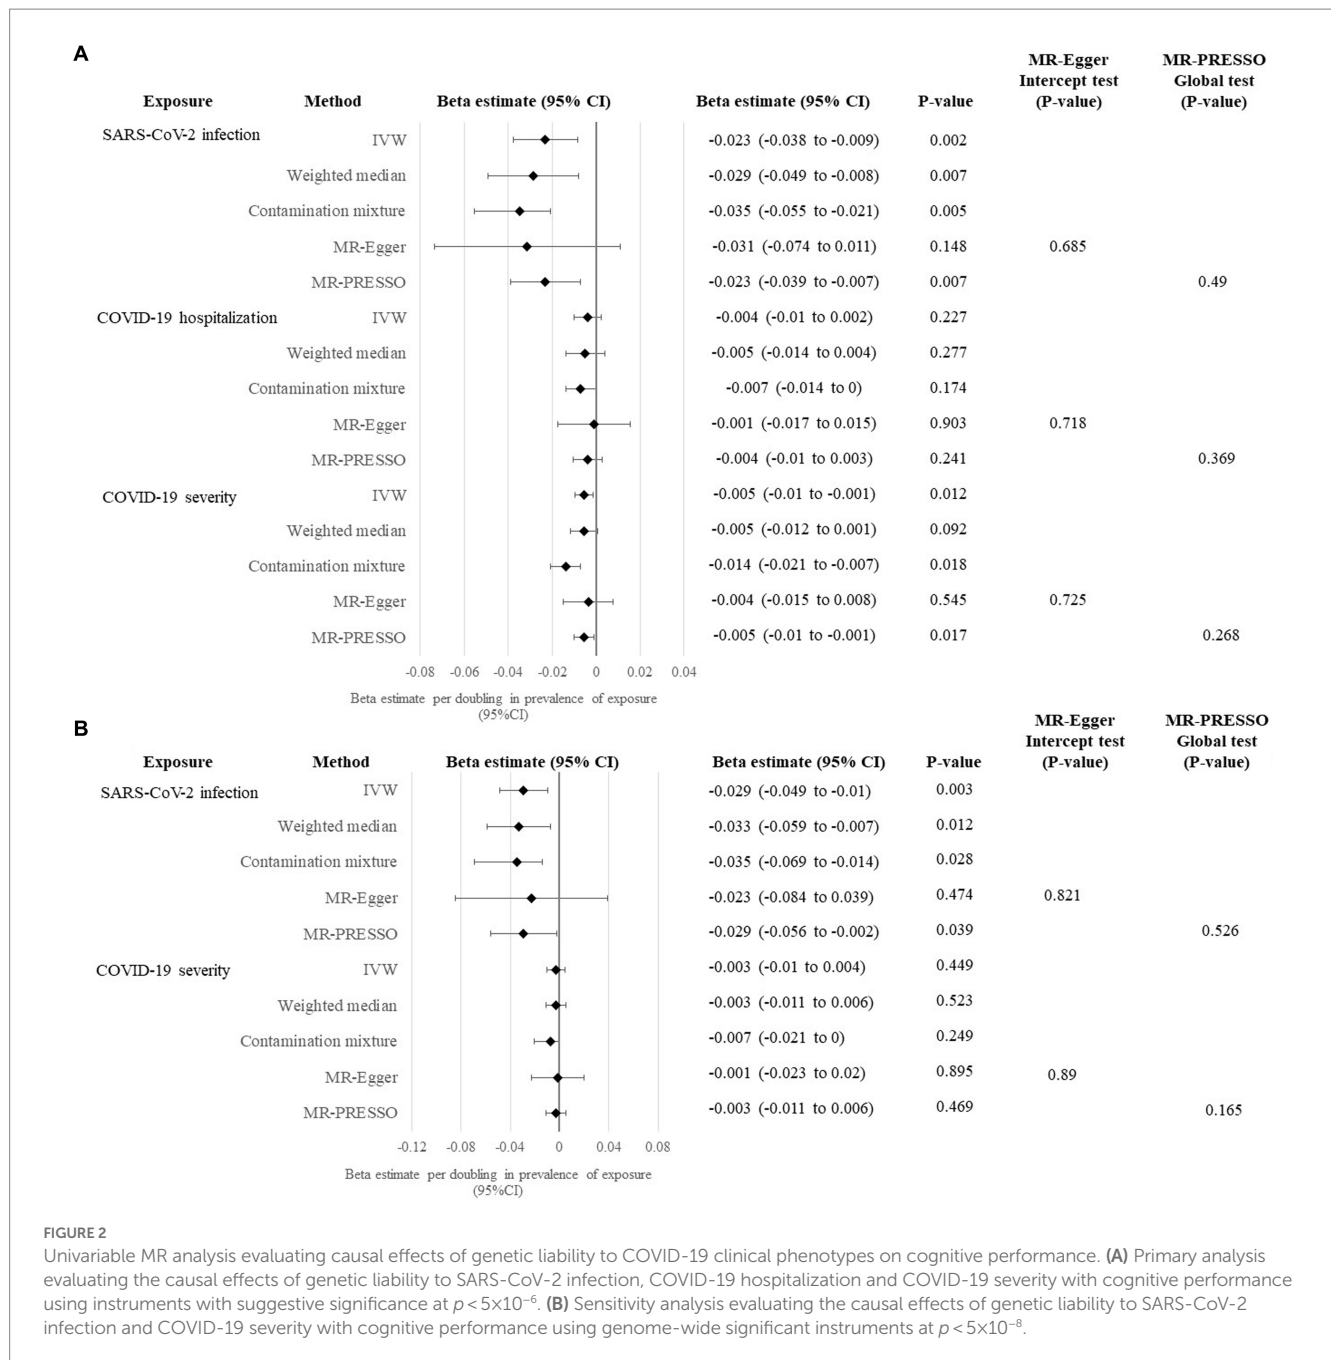 A
MR-Egger Intercept test (P-value)
MR-PRESSO Global test (P-value)
Exposure Method Beta estimate (95% CI) Beta estimate (95% CI) P-value
SARS-CoV-2 infection IVW -0.023 (-0.038 to -0.009) 0.002
Weighted median -0.029 (-0.049 to -0.008) 0.007
Contamination mixture -0.035 (-0.055 to -0.021) 0.005
MR-Egger -0.031 (-0.074 to 0.011) 0.148 0.685
MR-PRESSO -0.023 (-0.039 to -0.007) 0.007 0.49
COVID-19 hospitalization IVW -0.004 (-0.01 to 0.002) 0.227
Weighted median -0.005 (-0.014 to 0.004) 0.277
Contamination mixture -0.007 (-0.014 to 0) 0.174
MR-Egger -0.001 (-0.017 to 0.015) 0.903 0.718
MR-PRESSO -0.004 (-0.01 to 0.003) 0.241 0.369
COVID-19 severity IVW -0.005 (-0.01 to -0.001) 0.012
Weighted median -0.005 (-0.012 to 0.001) 0.092
Contamination mixture -0.014 (-0.021 to -0.007) 0.018
MR-Egger -0.004 (-0.015 to 0.008) 0.545 0.725
MR-PRESSO -0.005 (-0.01 to -0.001) 0.017 0.268
-0.08 -0.06 -0.04 -0.02 0 0.02 0.04
Beta estimate per doubling in prevalence of exposure
(95%CI)
B
MR-Egger Intercept test (P-value)
MR-PRESSO Global test (P-value)
Exposure Method Beta estimate (95% CI) Beta estimate (95% CI) P-value
SARS-CoV-2 infection IVW -0.029 (-0.049 to -0.01) 0.003
Weighted median -0.033 (-0.059 to -0.007) 0.012
Contamination mixture -0.035 (-0.069 to -0.014) 0.028
MR-Egger -0.023 (-0.084 to 0.039) 0.474 0.821
MR-PRESSO -0.029 (-0.056 to -0.002) 0.039 0.526
COVID-19 severity IVW -0.003 (-0.01 to 0.004) 0.449
Weighted median -0.003 (-0.011 to 0.006) 0.523
Contamination mixture -0.007 (-0.021 to 0) 0.249
MR-Egger -0.001 (-0.023 to 0.02) 0.895 0.89
MR-PRESSO -0.003 (-0.011 to 0.006) 0.469 0.165
-0.12 -0.08 -0.04 0 0.04 0.08
Beta estimate per doubling in prevalence of exposure
(95%CI)
FIGURE 2
Univariable MR analysis evaluating causal effects of genetic liability to COVID-19 clinical phenotypes on cognitive performance. (A) Primary analysis
evaluating the causal effects of genetic liability to SARS-CoV-2 infection, COVID-19 hospitalization and COVID-19 severity with cognitive performance
using instruments with suggestive significance at p < 5×10⁻⁶. (B) Sensitivity analysis evaluating the causal effects of genetic liability to SARS-CoV-2
infection and COVID-19 severity with cognitive performance using genome-wide significant instruments at p < 5×10⁻⁸.